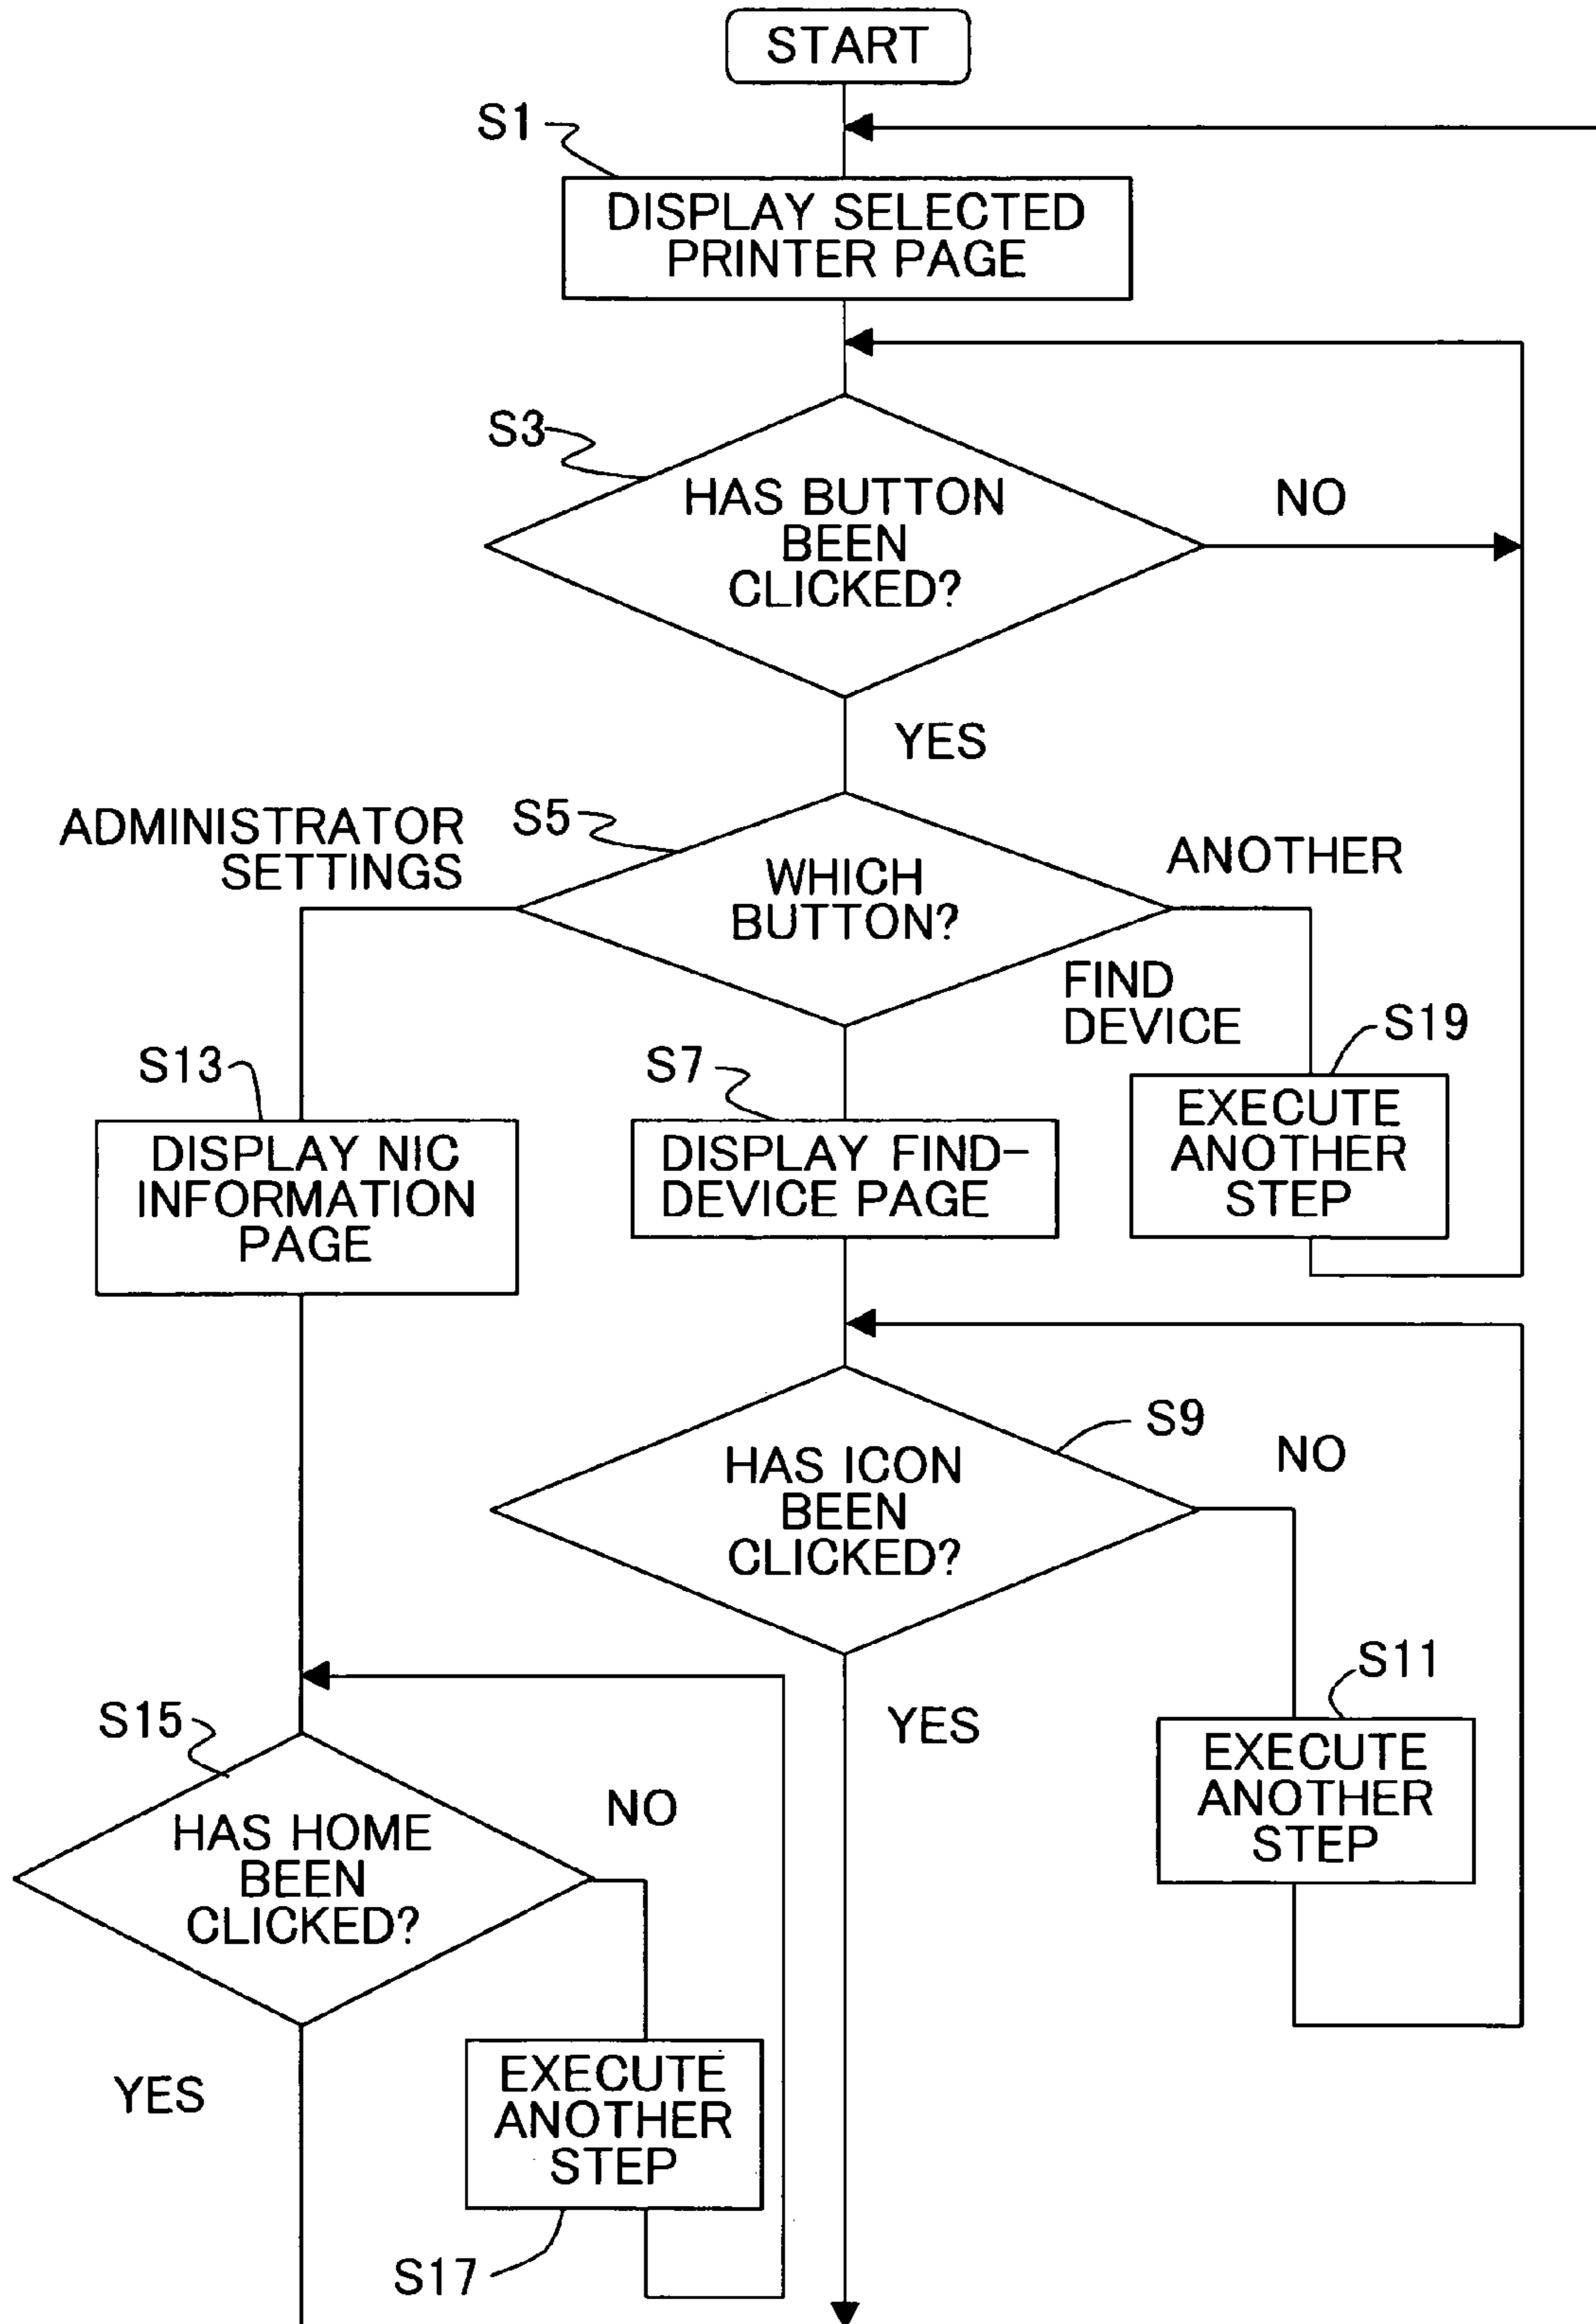 START
S1
DISPLAY SELECTED
PRINTER PAGE
S3
HAS BUTTON
BEEN
CLICKED?
NO
YES
ADMINISTRATOR
SETTINGS
S5
WHICH
BUTTON?
ANOTHER
FIND
DEVICE
S19
EXECUTE
ANOTHER
STEP
S13
DISPLAY NIC
INFORMATION
PAGE
S7
DISPLAY FIND-
DEVICE PAGE
S9
HAS ICON
BEEN
CLICKED?
NO
YES
S11
EXECUTE
ANOTHER
STEP
S15
HAS HOME
BEEN
CLICKED?
NO
YES
EXECUTE
ANOTHER
STEP
S17